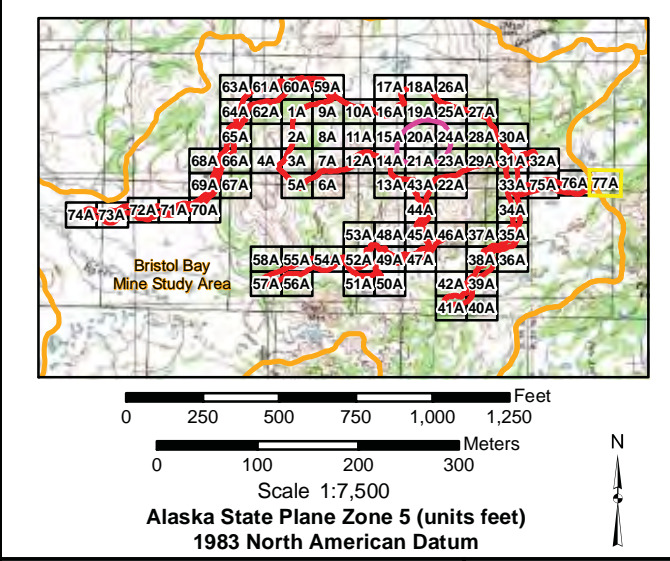 63A 61A 60A 59A 17A 18A 26A
64A 62A 1A 9A 10A 16A 19A 25A 27A
65A 2A 8A 11A 15A 20A 24A 28A 30A
68A 66A 4A 3A 7A 12A 14A 21A 23A 29A 31A 32A
69A 67A 5A 6A 13A 43A 22A 33A 75A 76A 77A
74A 73A 72A 71A 70A 44A 34A
53A 48A 45A 46A 37A 35A
58A 55A 54A 52A 49A 47A 38A 36A
57A 56A 51A 50A 42A 39A
41A 40A
Bristol Bay
Mine Study Area
Feet
0 250 500 750 1,000 1,250
Meters
0 100 200 300
N
Scale 1:7,500
Alaska State Plane Zone 5 (units feet)
1983 North American Datum